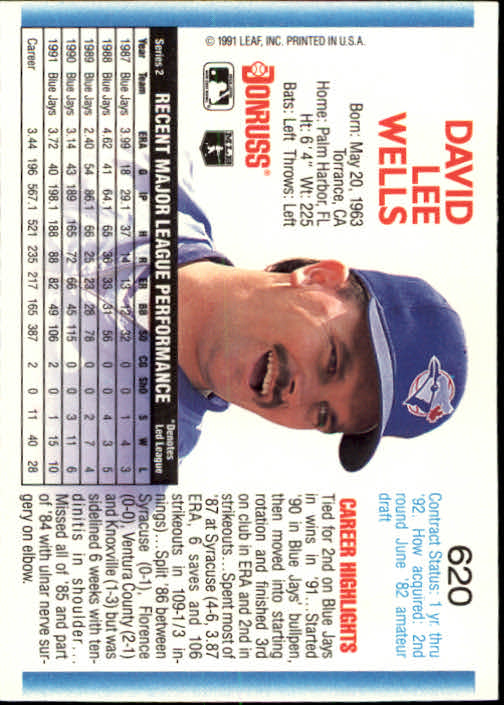 DAVID
LEE
WELLS
Born: May 20, 1963
Torrance, CA
Home: Palm Harbor, FL
Ht: 6'4" Wt: 225
Bats: Left Throws: Left
DONRUSS®
© 1991 LEAF, INC. PRINTED IN U.S.A.
620
Contract Status: 1 yr. thru
'92. How acquired: 2nd
round June '82 amateur
draft
CAREER HIGHLIGHTS
Tied for 2nd on Blue Jays
in wins in '91...Started
'90 in Blue Jays' bullpen,
then moved into starting
rotation and finished 3rd
on club in ERA and 2nd in
strikeouts...Spent most of
'87 at Syracuse (4-6, 3.87
ERA, 6 saves and 106
strikeouts in 109-1/3 in-
nings)...Split '86 between
Syracuse (0-1), Florence
(0-0), Ventura County (2-1)
and Knoxville (1-3) but was
sidelined 6 weeks with ten-
dinitis in shoulder...
Missed all of '85 and part
of '84 with ulnar nerve sur-
gery on elbow.
Series 2 RECENT MAJOR LEAGUE PERFORMANCE *Denotes
Led League
Year Team ERA G IP H R ER BB SO CG Sho S W L
1987 Blue Jays 3.99 18 29.1 37 14 13 12 32 0 0 1 4 3
1988 Blue Jays 4.62 41 64.1 65 36 33 31 56 0 0 4 3 5
1989 Blue Jays 2.40 54 86.1 66 25 23 28 78 0 0 2 7 4
1990 Blue Jays 3.14 43 189 165 72 66 45 115 0 0 3 11 6
1991 Blue Jays 3.72 40 198.1 188 88 82 49 106 2 0 1 15 10
Career 3.44 196 567.1 521 235 217 165 387 2 0 11 40 28